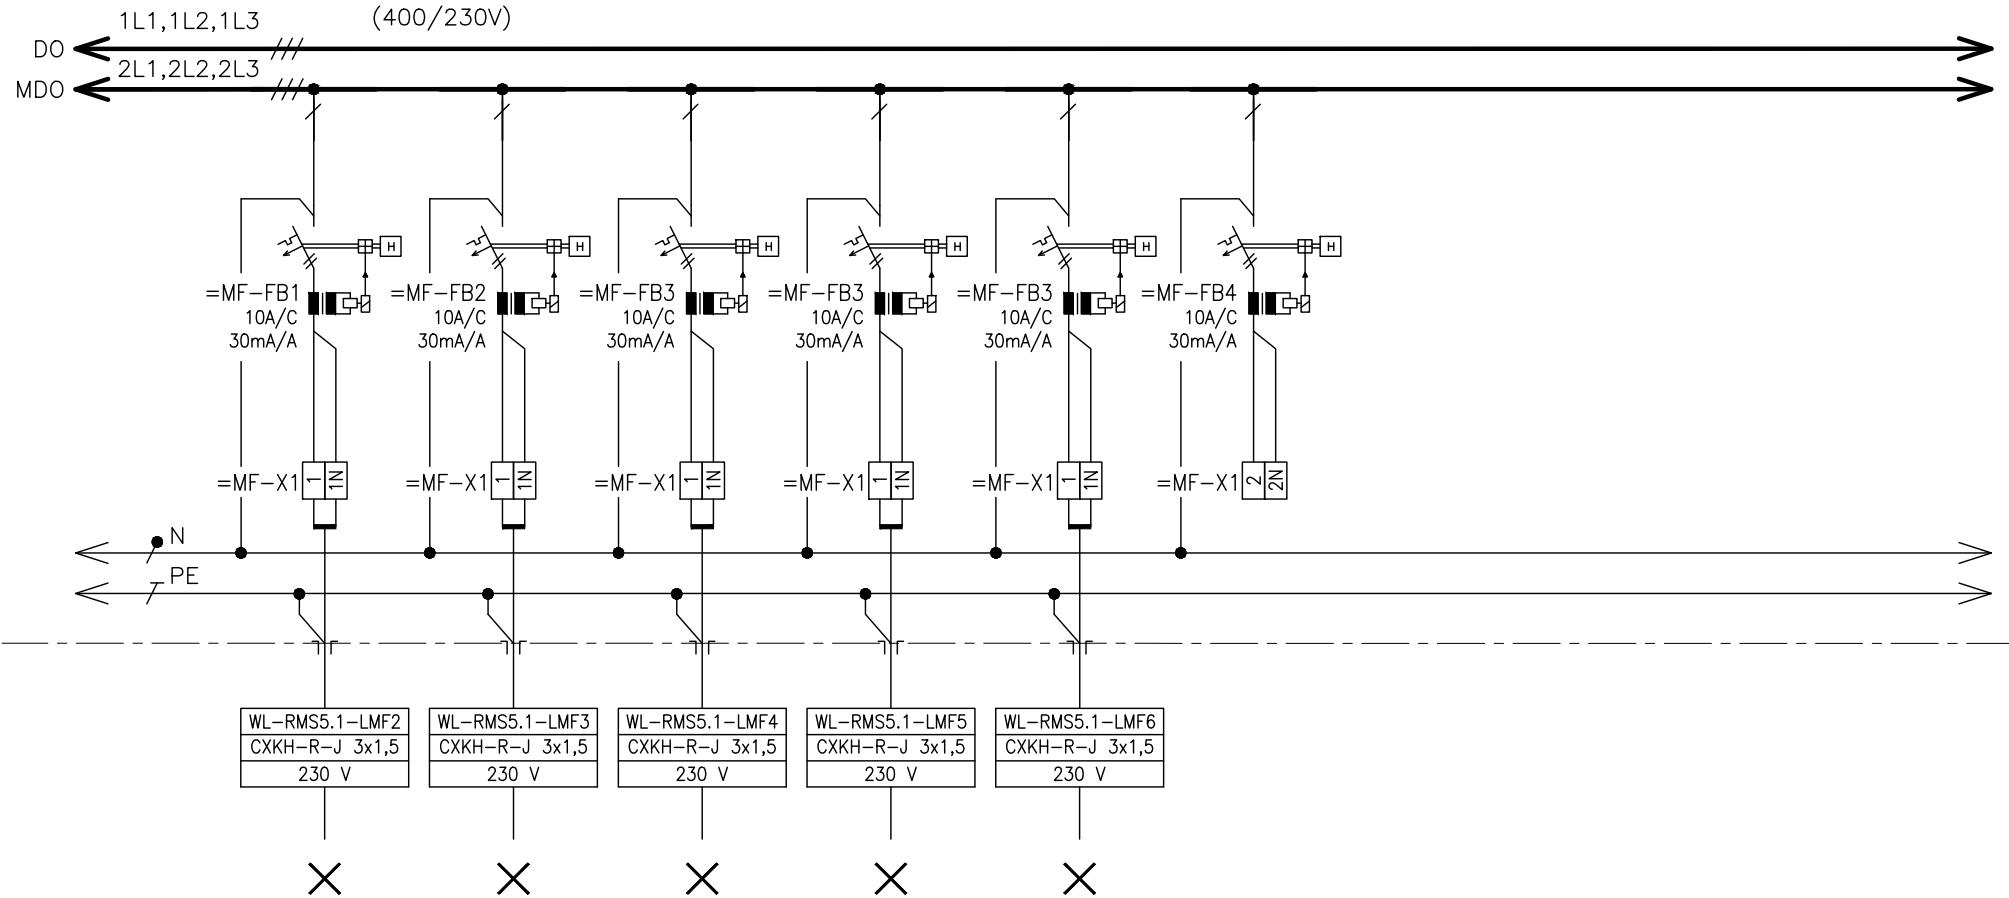 1L1,1L2,1L3
(400/230V)
DO
2L1,2L2,2L3
MDO
H
H
H
H
H
H
=MF-FB1
10A/C
30mA/A
=MF-FB2
10A/C
30mA/A
=MF-FB3
10A/C
30mA/A
=MF-FB3
10A/C
30mA/A
=MF-FB3
10A/C
30mA/A
=MF-FB4
10A/C
30mA/A
=MF-X1 1 1N
=MF-X1 1 1N
=MF-X1 1 1N
=MF-X1 1 1N
=MF-X1 1 1N
=MF-X1 2 2N
N
PE
WL-RMS5.1-LMF2
CXKH-R-J 3x1,5
230 V
WL-RMS5.1-LMF3
CXKH-R-J 3x1,5
230 V
WL-RMS5.1-LMF4
CXKH-R-J 3x1,5
230 V
WL-RMS5.1-LMF5
CXKH-R-J 3x1,5
230 V
WL-RMS5.1-LMF6
CXKH-R-J 3x1,5
230 V